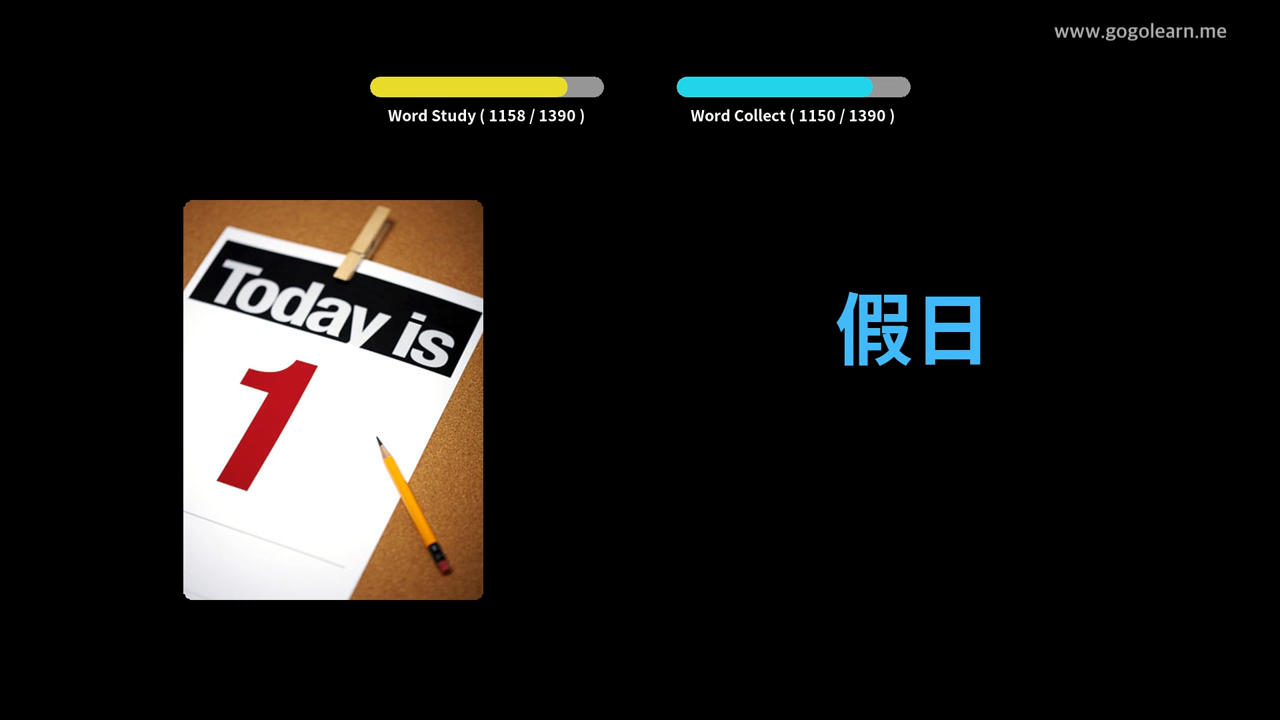 www.gogolearn.me
Word Study ( 1158 / 1390 )
Word Collect ( 1150 / 1390 )
Today is
1
假日